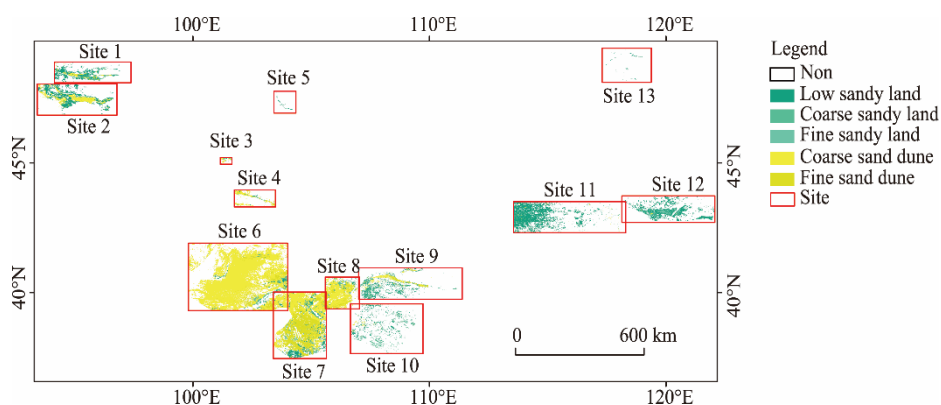 100°E
110°E
120°E
Site 1
Site 2
Site 5
Site 13
Site 3
Site 4
45°N
45°N
Site 11
Site 12
Site 6
Site 8
Site 9
40°N
40°N
Site 7
Site 10
0
600 km
100°E
110°E
120°E
Legend
Non
Low sandy land
Coarse sandy land
Fine sandy land
Coarse sand dune
Fine sand dune
Site